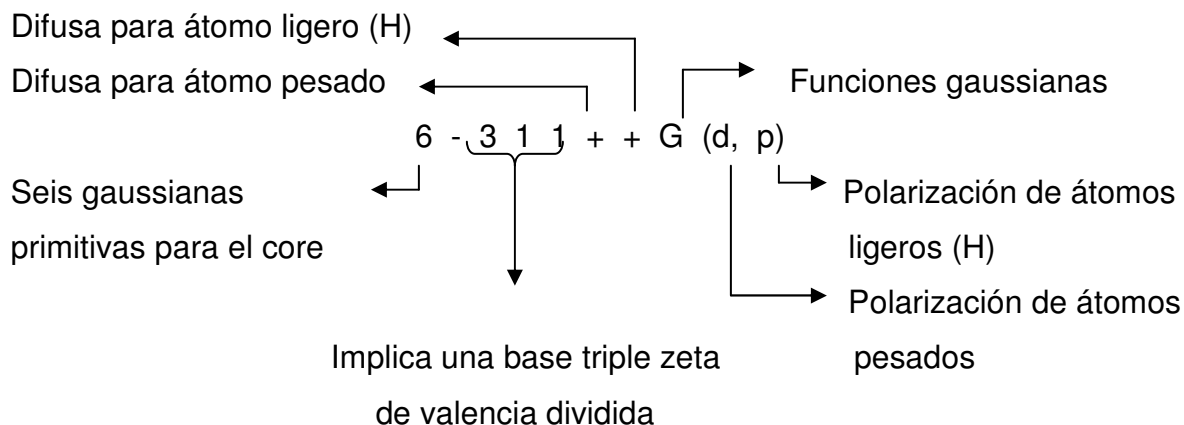 Difusa para átomo ligero (H)
Difusa para átomo pesado
Funciones gaussianas
6 - 3 1 1 + + G (d, p)
Seis gaussianas
primitivas para el core
Polarización de átomos
ligeros (H)
Polarización de átomos
pesados
Implica una base triple zeta
de valencia dividida